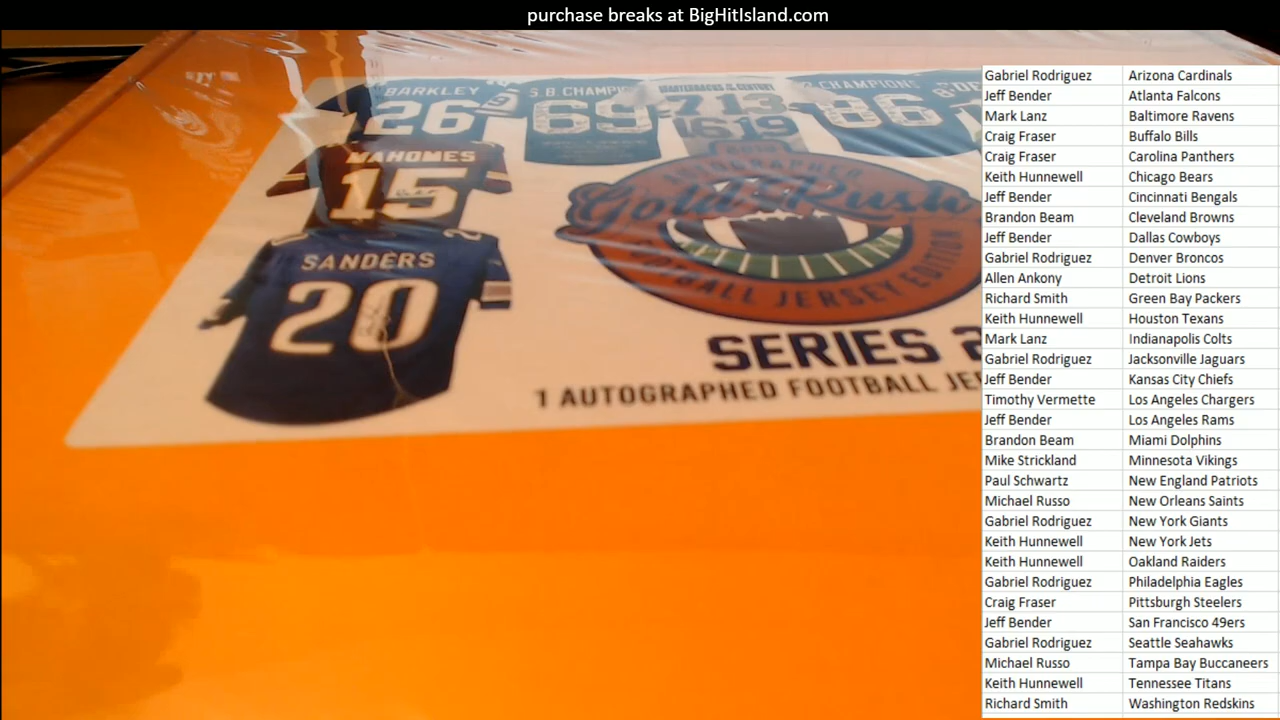 purchase breaks at BigHitIsland.com
BARKLEY
26
S B CHAMPIO
69
QUARTERBACKS OF THE CENTURY
7 13
16 19
CHAMPIONS
86
MAHOMES
15
SANDERS
20
2
Gold Rush
FOOTBALL JERSEY EDITION
SERIES 2
1 AUTOGRAPHED FOOTBALL JE
Gabriel Rodriguez Arizona Cardinals
Jeff Bender Atlanta Falcons
Mark Lanz Baltimore Ravens
Craig Fraser Buffalo Bills
Craig Fraser Carolina Panthers
Keith Hunnewell Chicago Bears
Jeff Bender Cincinnati Bengals
Brandon Beam Cleveland Browns
Jeff Bender Dallas Cowboys
Gabriel Rodriguez Denver Broncos
Allen Ankony Detroit Lions
Richard Smith Green Bay Packers
Keith Hunnewell Houston Texans
Mark Lanz Indianapolis Colts
Gabriel Rodriguez Jacksonville Jaguars
Jeff Bender Kansas City Chiefs
Timothy Vermette Los Angeles Chargers
Jeff Bender Los Angeles Rams
Brandon Beam Miami Dolphins
Mike Strickland Minnesota Vikings
Paul Schwartz New England Patriots
Michael Russo New Orleans Saints
Gabriel Rodriguez New York Giants
Keith Hunnewell New York Jets
Keith Hunnewell Oakland Raiders
Gabriel Rodriguez Philadelphia Eagles
Craig Fraser Pittsburgh Steelers
Jeff Bender San Francisco 49ers
Gabriel Rodriguez Seattle Seahawks
Michael Russo Tampa Bay Buccaneers
Keith Hunnewell Tennessee Titans
Richard Smith Washington Redskins